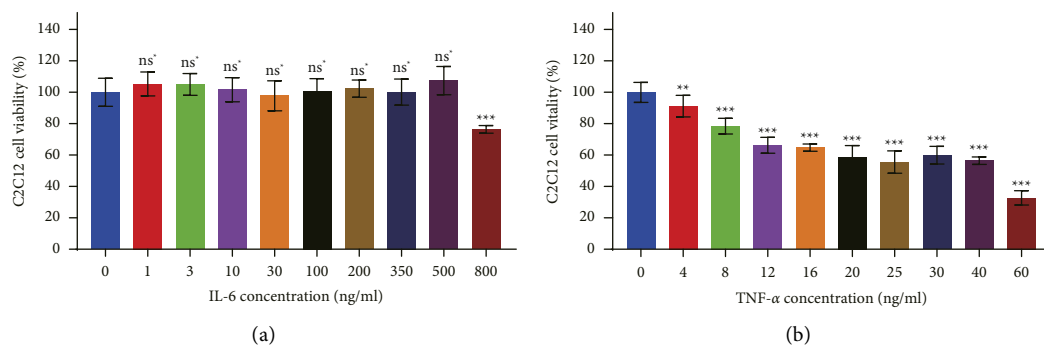 C2C12 cell viability (%)
140
120
100
80
60
40
20
0
ns*
ns*
ns*
ns*
ns*
ns*
ns*
ns*
***
0 1 3 10 30 100 200 350 500 800
IL-6 concentration (ng/ml)
(a)
C2C12 cell vitality (%)
140
120
100
80
60
40
20
0
**
***
***
***
***
***
***
***
***
0 4 8 12 16 20 25 30 40 60
TNF-α concentration (ng/ml)
(b)